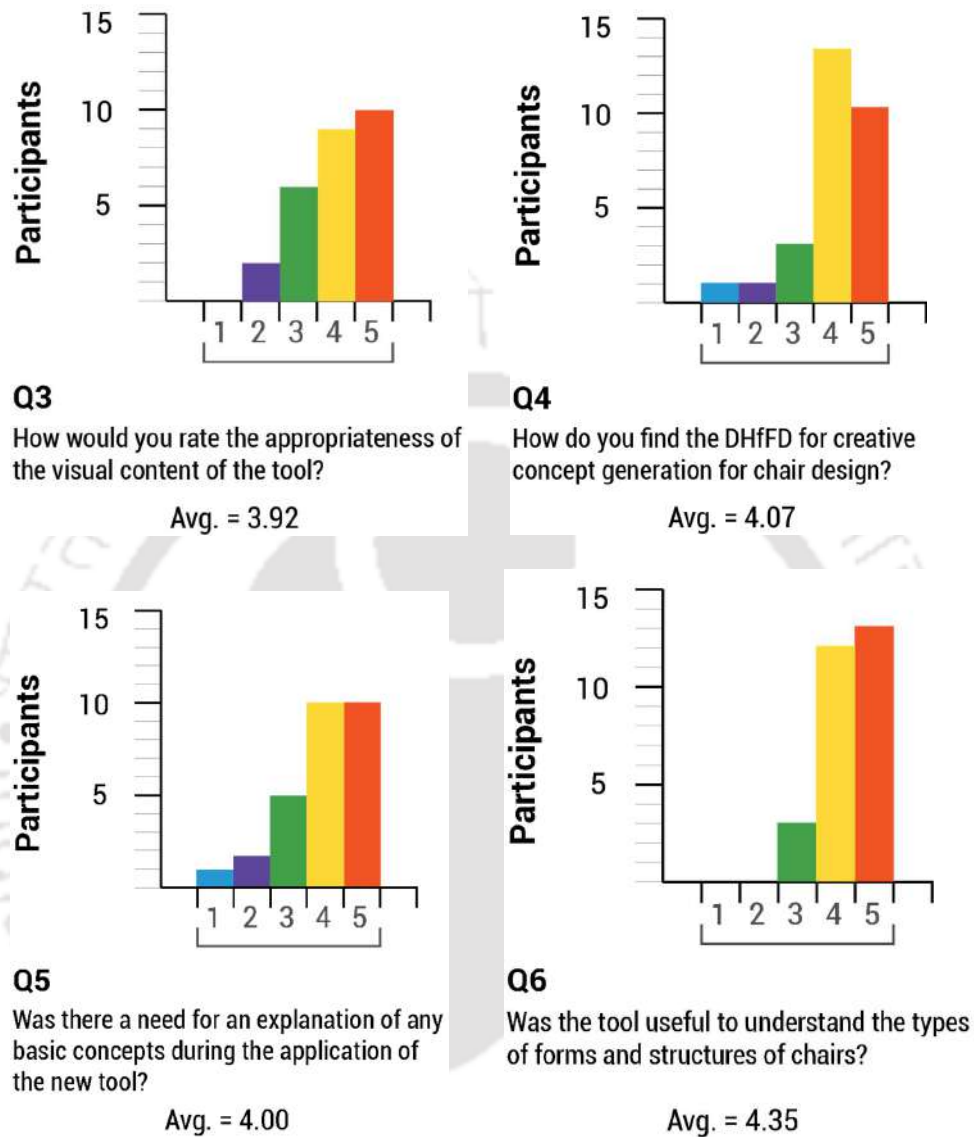 15
10
5
Participants
1 2 3 4 5
Q3
How would you rate the appropriateness of
the visual content of the tool?
Avg. = 3.92
15
10
5
Participants
1 2 3 4 5
Q4
How do you find the DHfFD for creative
concept generation for chair design?
Avg. = 4.07
15
10
5
Participants
1 2 3 4 5
Q5
Was there a need for an explanation of any
basic concepts during the application of
the new tool?
Avg. = 4.00
15
10
5
Participants
1 2 3 4 5
Q6
Was the tool useful to understand the types
of forms and structures of chairs?
Avg. = 4.35